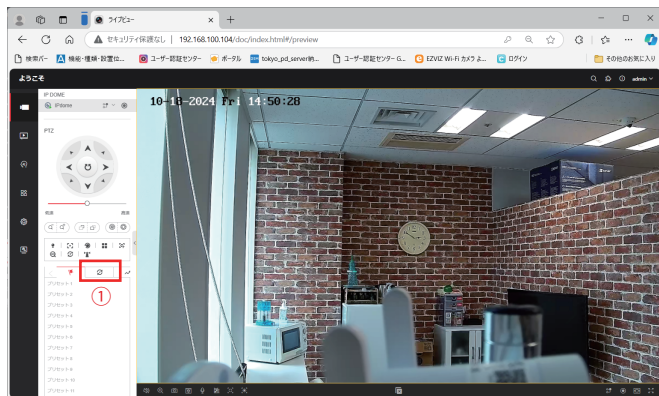 ライブビュー
セキュリティ保護なし
192.168.100.104/doc/index.html#/preview
検索バー
機能・種類・設置位...
ユーザー認証センター
ポータル
tokyo_pd_server納...
ユーザー認証センター G...
EZVIZ Wi-Fi カメラ よ...
ログイン
その他のお気に入り
ようこそ
admin
IP DOME
IPdome
10-18-2024 Fri 14:50:28
PTZ
①
プリセット-1
プリセット-2
プリセット-3
プリセット-4
プリセット-5
プリセット-6
プリセット-7
プリセット-8
プリセット-9
プリセット-10
プリセット-11